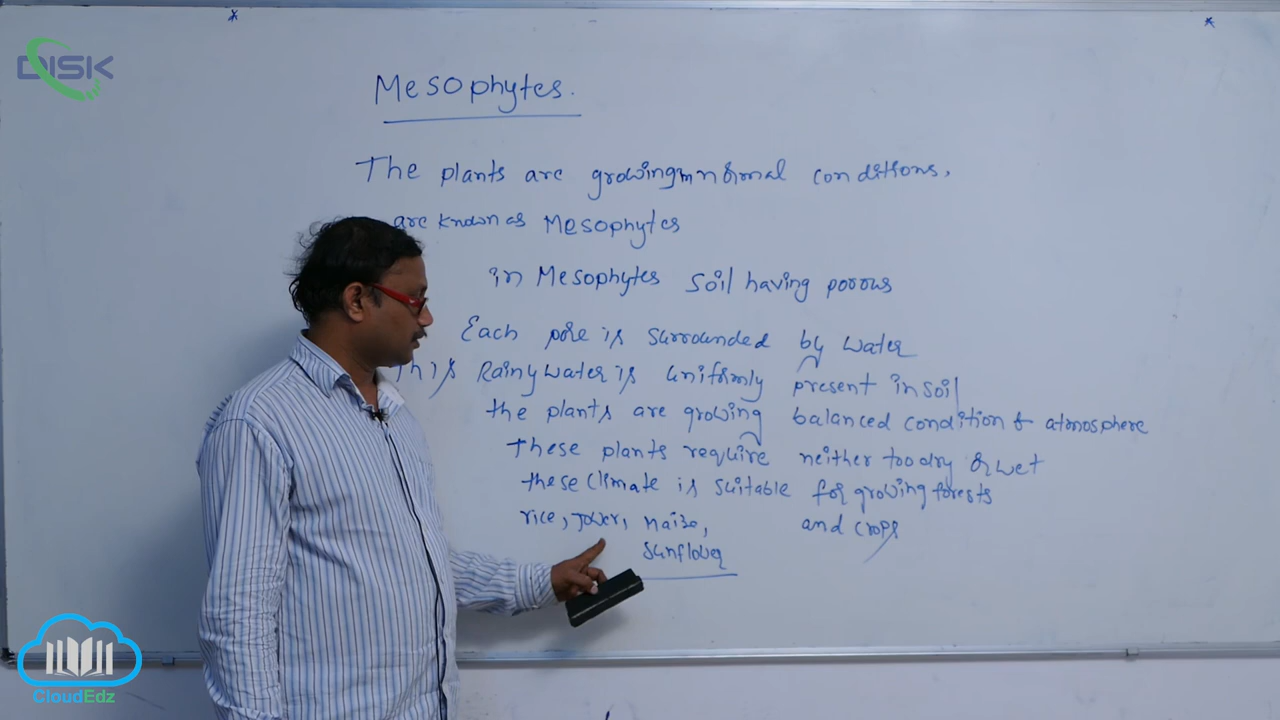 DISK
Mesophytes.
The plants are growing in normal conditions,
are known as Mesophytes
in Mesophytes soil having porous
Each pore is surrounded by water
This Rainy water is uniformly present in soil
the plants are growing balanced condition of atmosphere
These plants require neither too dry or wet
these climate is suitable for growing forests
and crops
rice, Jower, Maize,
sunflower
CloudEdz